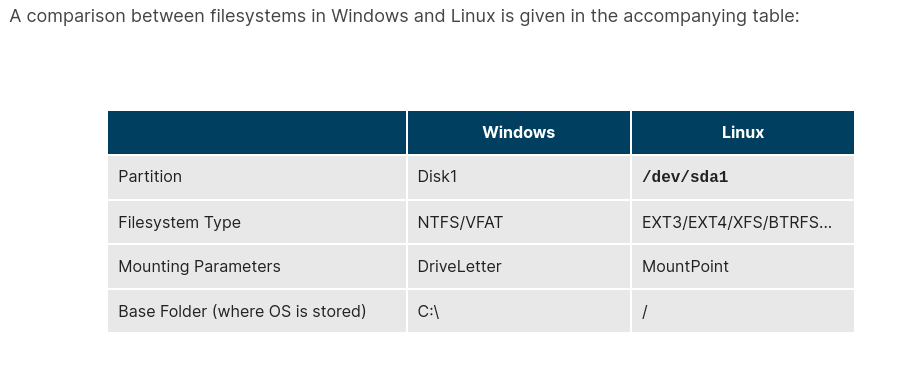 A comparison between filesystems in Windows and Linux is given in the accompanying table:
Windows Linux
Partition Disk1 /dev/sda1
Filesystem Type NTFS/VFAT EXT3/EXT4/XFS/BTRFS...
Mounting Parameters DriveLetter MountPoint
Base Folder (where OS is stored) C:\ /